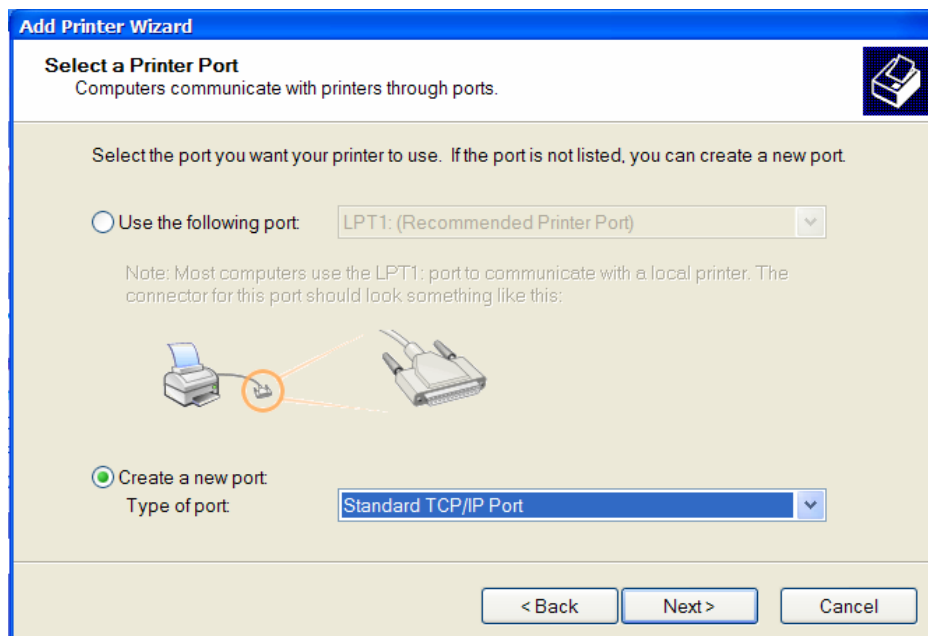 Add Printer Wizard
Select a Printer Port
Computers communicate with printers through ports.
Select the port you want your printer to use. If the port is not listed, you can create a new port.
Use the following port: LPT1: (Recommended Printer Port)
Note: Most computers use the LPT1: port to communicate with a local printer. The
connector for this port should look something like this:
Create a new port:
Type of port: Standard TCP/IP Port
< Back Next > Cancel